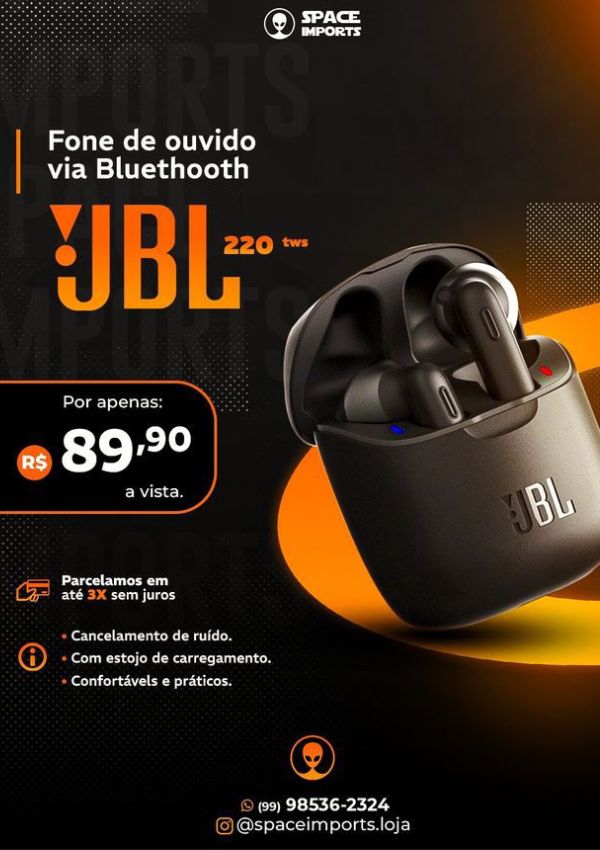 SPACE
IMPORTS
Fone de ouvido
via Bluethooth
JBL 220 tws
Por apenas:
R$ 89,90
a vista.
JBL
Parcelamos em
até 3X sem juros
• Cancelamento de ruído.
• Com estojo de carregamento.
• Confortáveis e práticos.
(99) 98536-2324
@spaceimports.loja